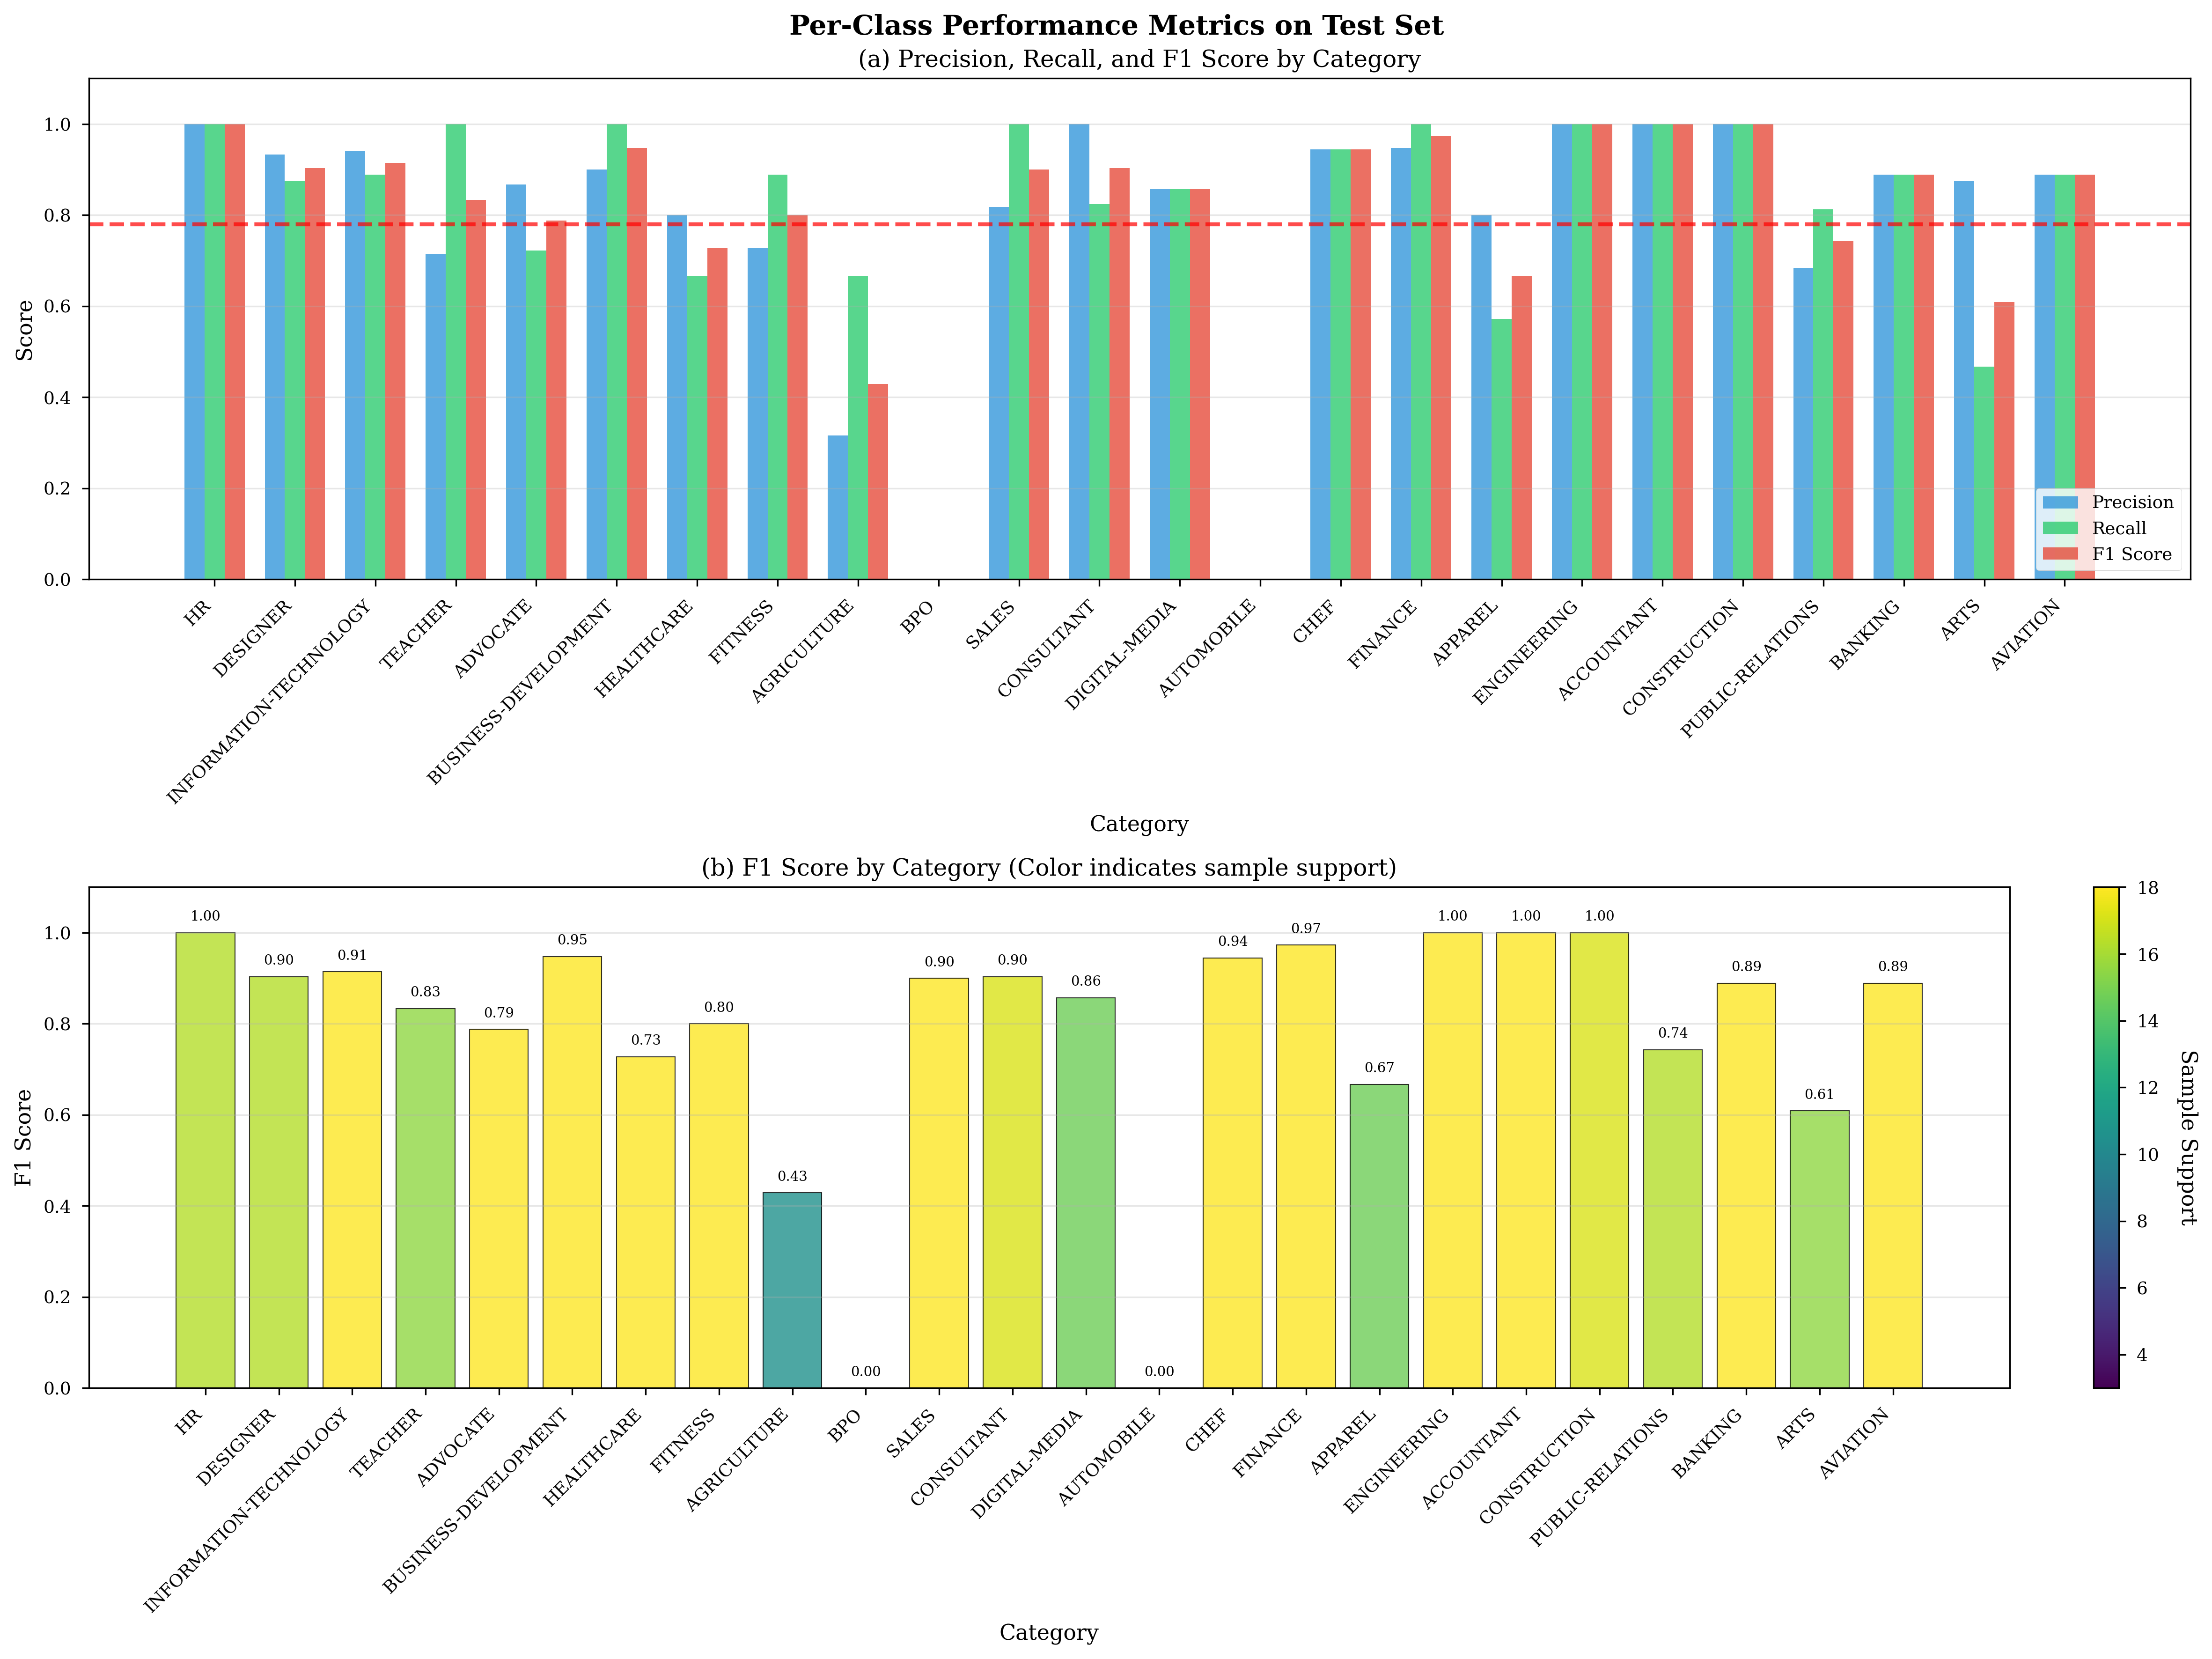 Per-Class Performance Metrics on Test Set
(a) Precision, Recall, and F1 Score by Category
Score
1.0
0.8
0.6
0.4
0.2
0.0
Precision
Recall
F1 Score
HR
DESIGNER
INFORMATION-TECHNOLOGY
TEACHER
ADVOCATE
BUSINESS-DEVELOPMENT
HEALTHCARE
FITNESS
AGRICULTURE
BPO
SALES
CONSULTANT
DIGITAL-MEDIA
AUTOMOBILE
CHEF
FINANCE
APPAREL
ENGINEERING
ACCOUNTANT
CONSTRUCTION
PUBLIC-RELATIONS
BANKING
ARTS
AVIATION
Category
(b) F1 Score by Category (Color indicates sample support)
F1 Score
1.0
0.8
0.6
0.4
0.2
0.0
1.00
0.90
0.91
0.83
0.79
0.95
0.73
0.80
0.43
0.00
0.90
0.90
0.86
0.00
0.94
0.97
0.67
1.00
1.00
1.00
0.74
0.89
0.61
0.89
HR
DESIGNER
INFORMATION-TECHNOLOGY
TEACHER
ADVOCATE
BUSINESS-DEVELOPMENT
HEALTHCARE
FITNESS
AGRICULTURE
BPO
SALES
CONSULTANT
DIGITAL-MEDIA
AUTOMOBILE
CHEF
FINANCE
APPAREL
ENGINEERING
ACCOUNTANT
CONSTRUCTION
PUBLIC-RELATIONS
BANKING
ARTS
AVIATION
Category
18
16
14
12
10
8
6
4
Sample Support